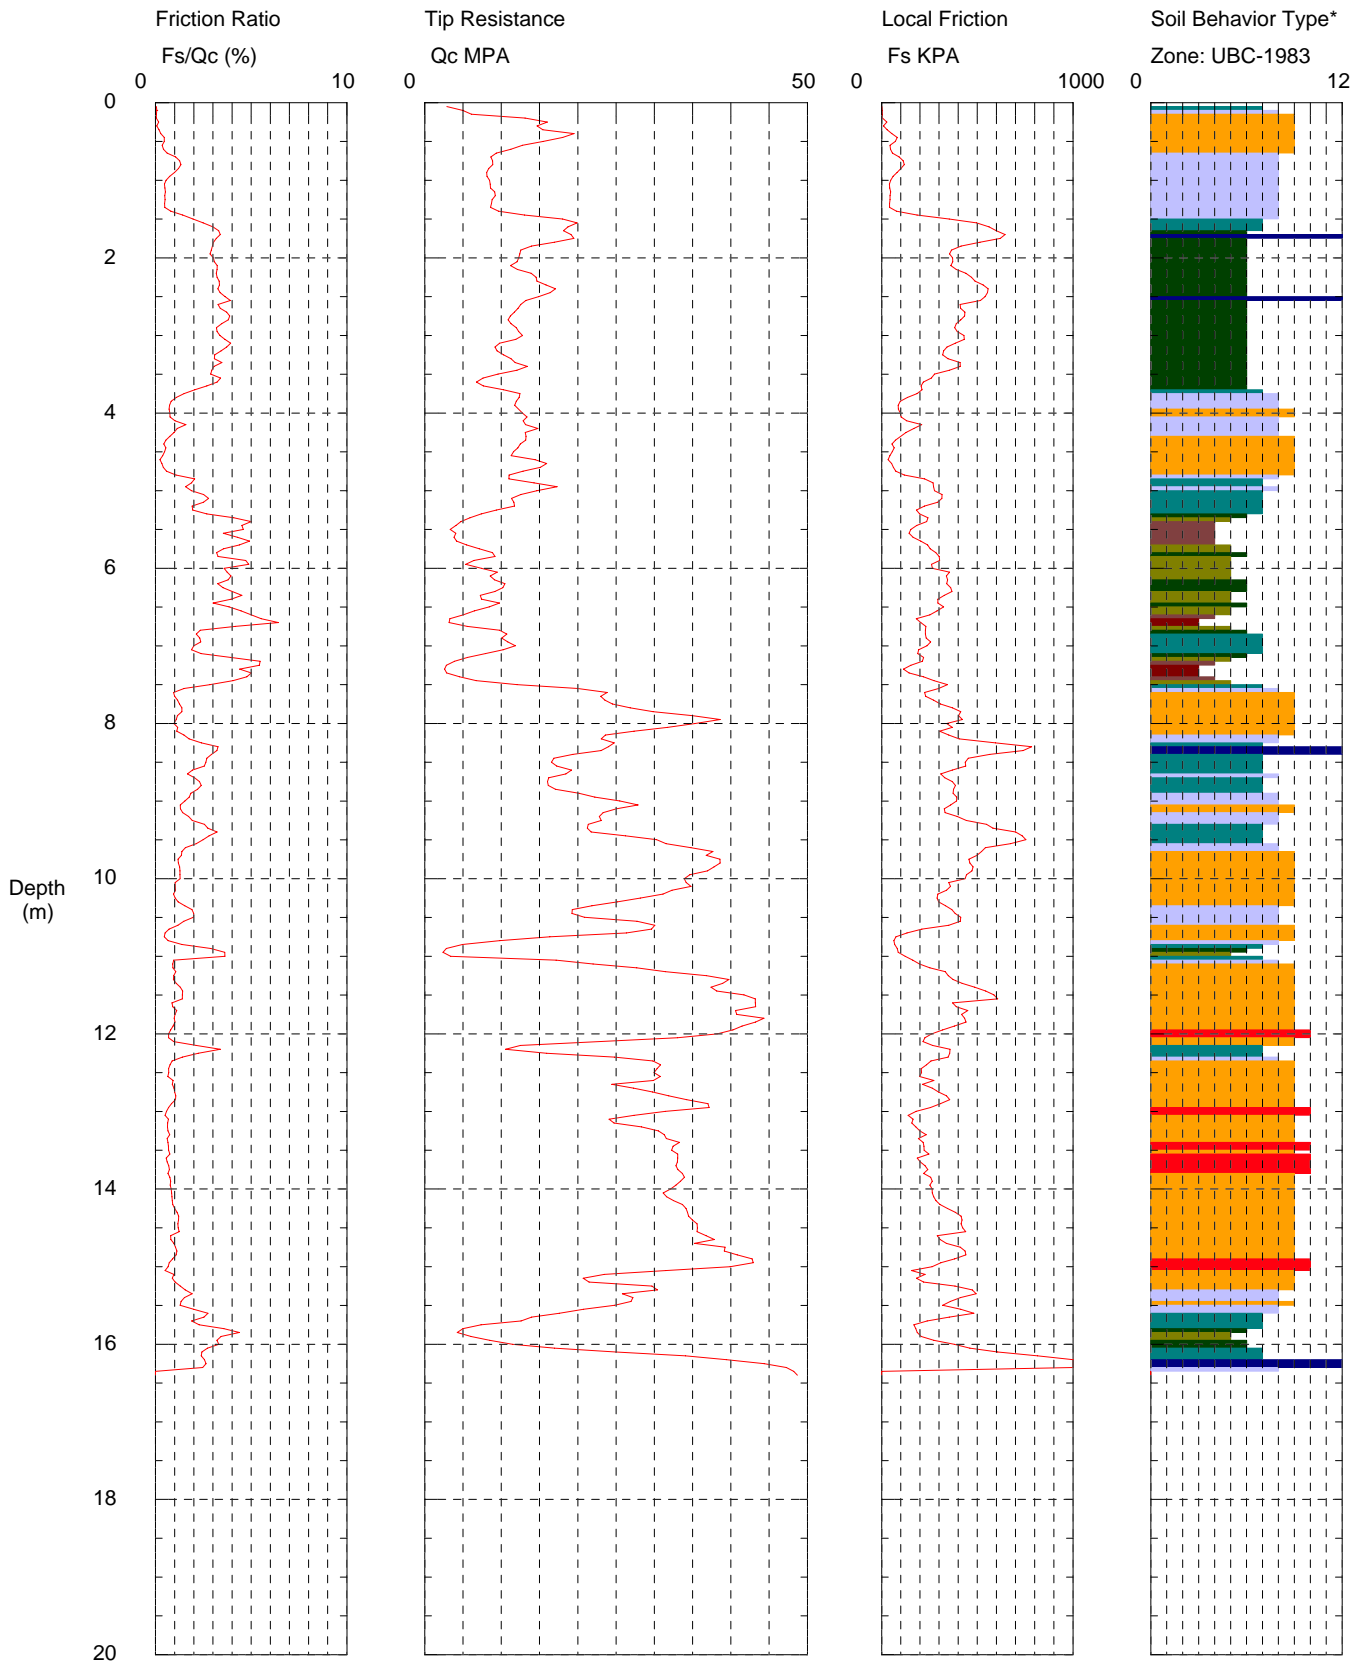 Friction Ratio
Tip Resistance
Local Friction
Soil Behavior Type*
Fs/Qc (%)
Qc MPA
Fs KPA
Zone: UBC-1983
0 10
0 50
0 1000
0 12
0
2
4
6
8
10
Depth
(m)
12
14
16
18
20